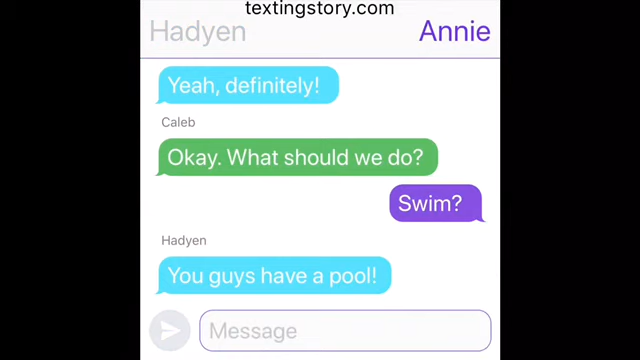 textingstory.com
Hadyen Annie
Yeah, definitely!
Caleb
Okay. What should we do?
Swim?
Hadyen
You guys have a pool!
Message